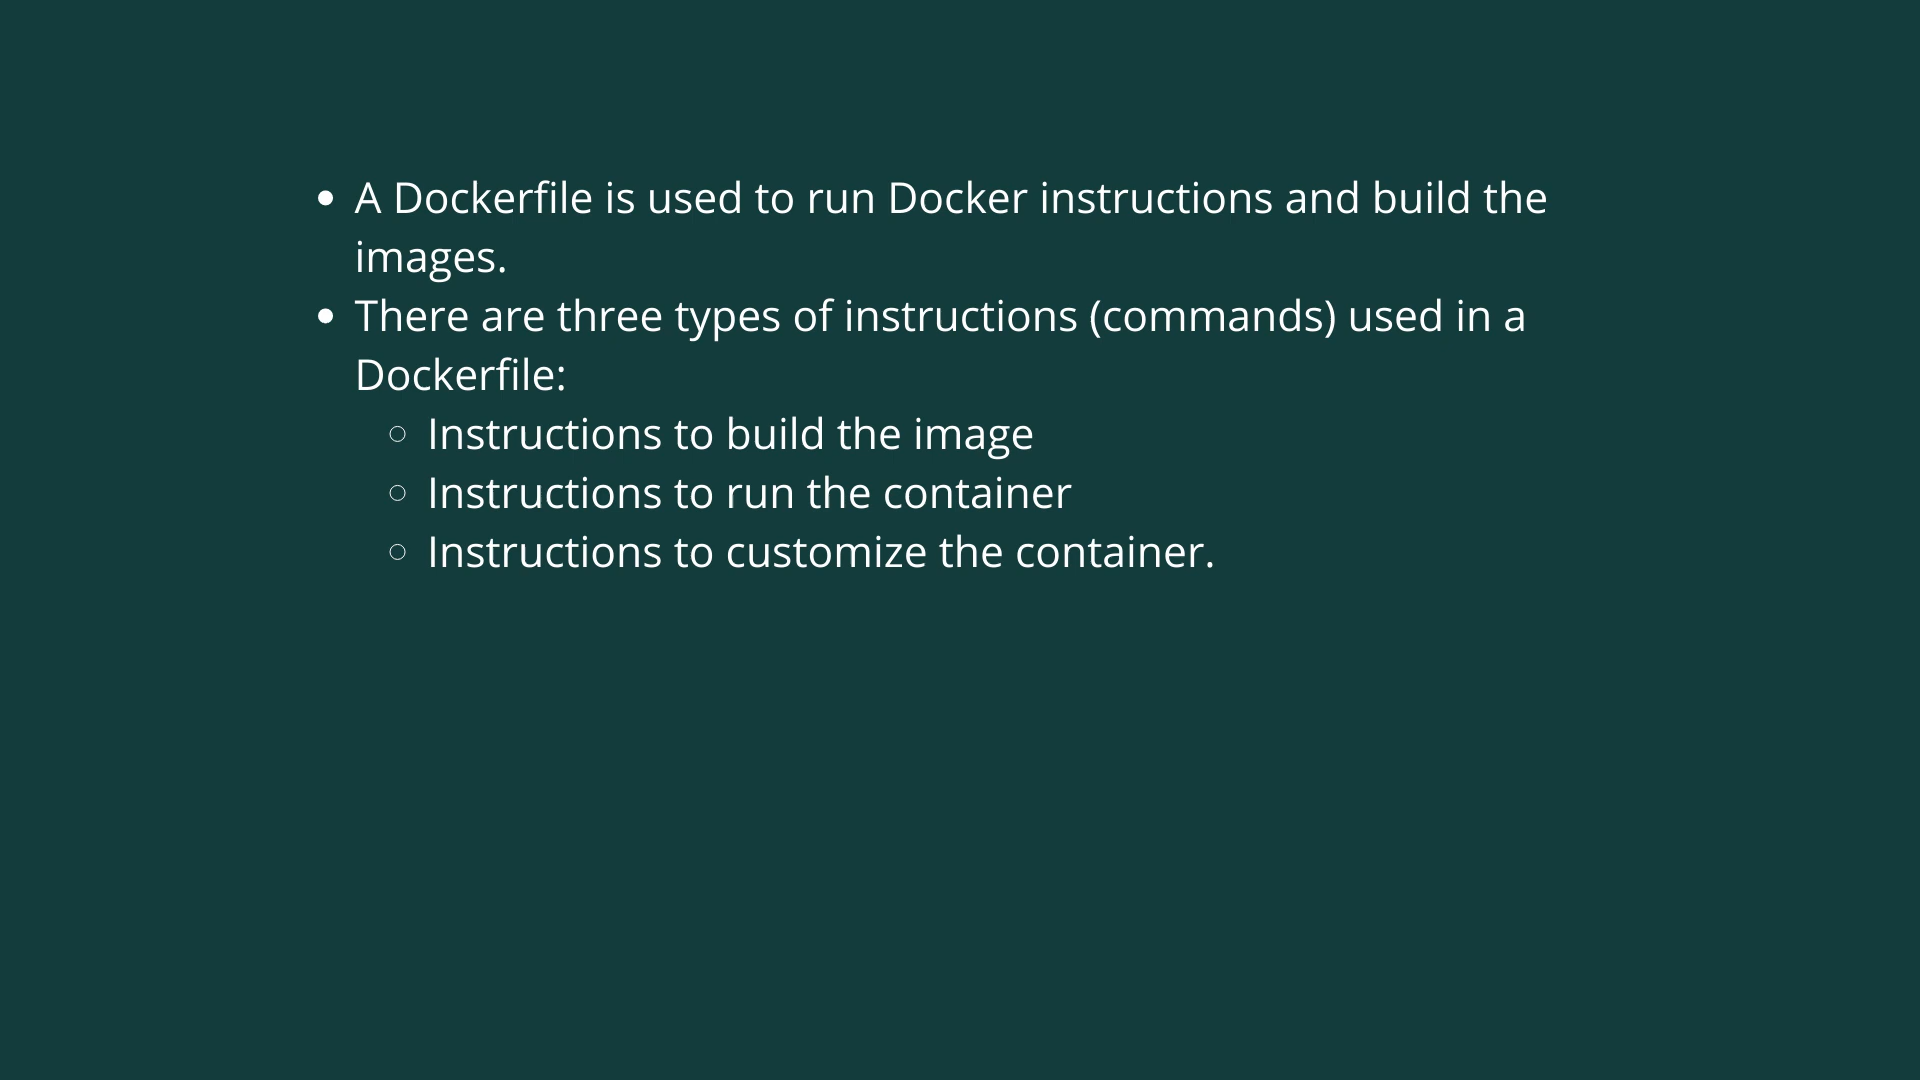 • A Dockerfile is used to run Docker instructions and build the
images.
• There are three types of instructions (commands) used in a
Dockerfile:
○ Instructions to build the image
○ Instructions to run the container
○ Instructions to customize the container.